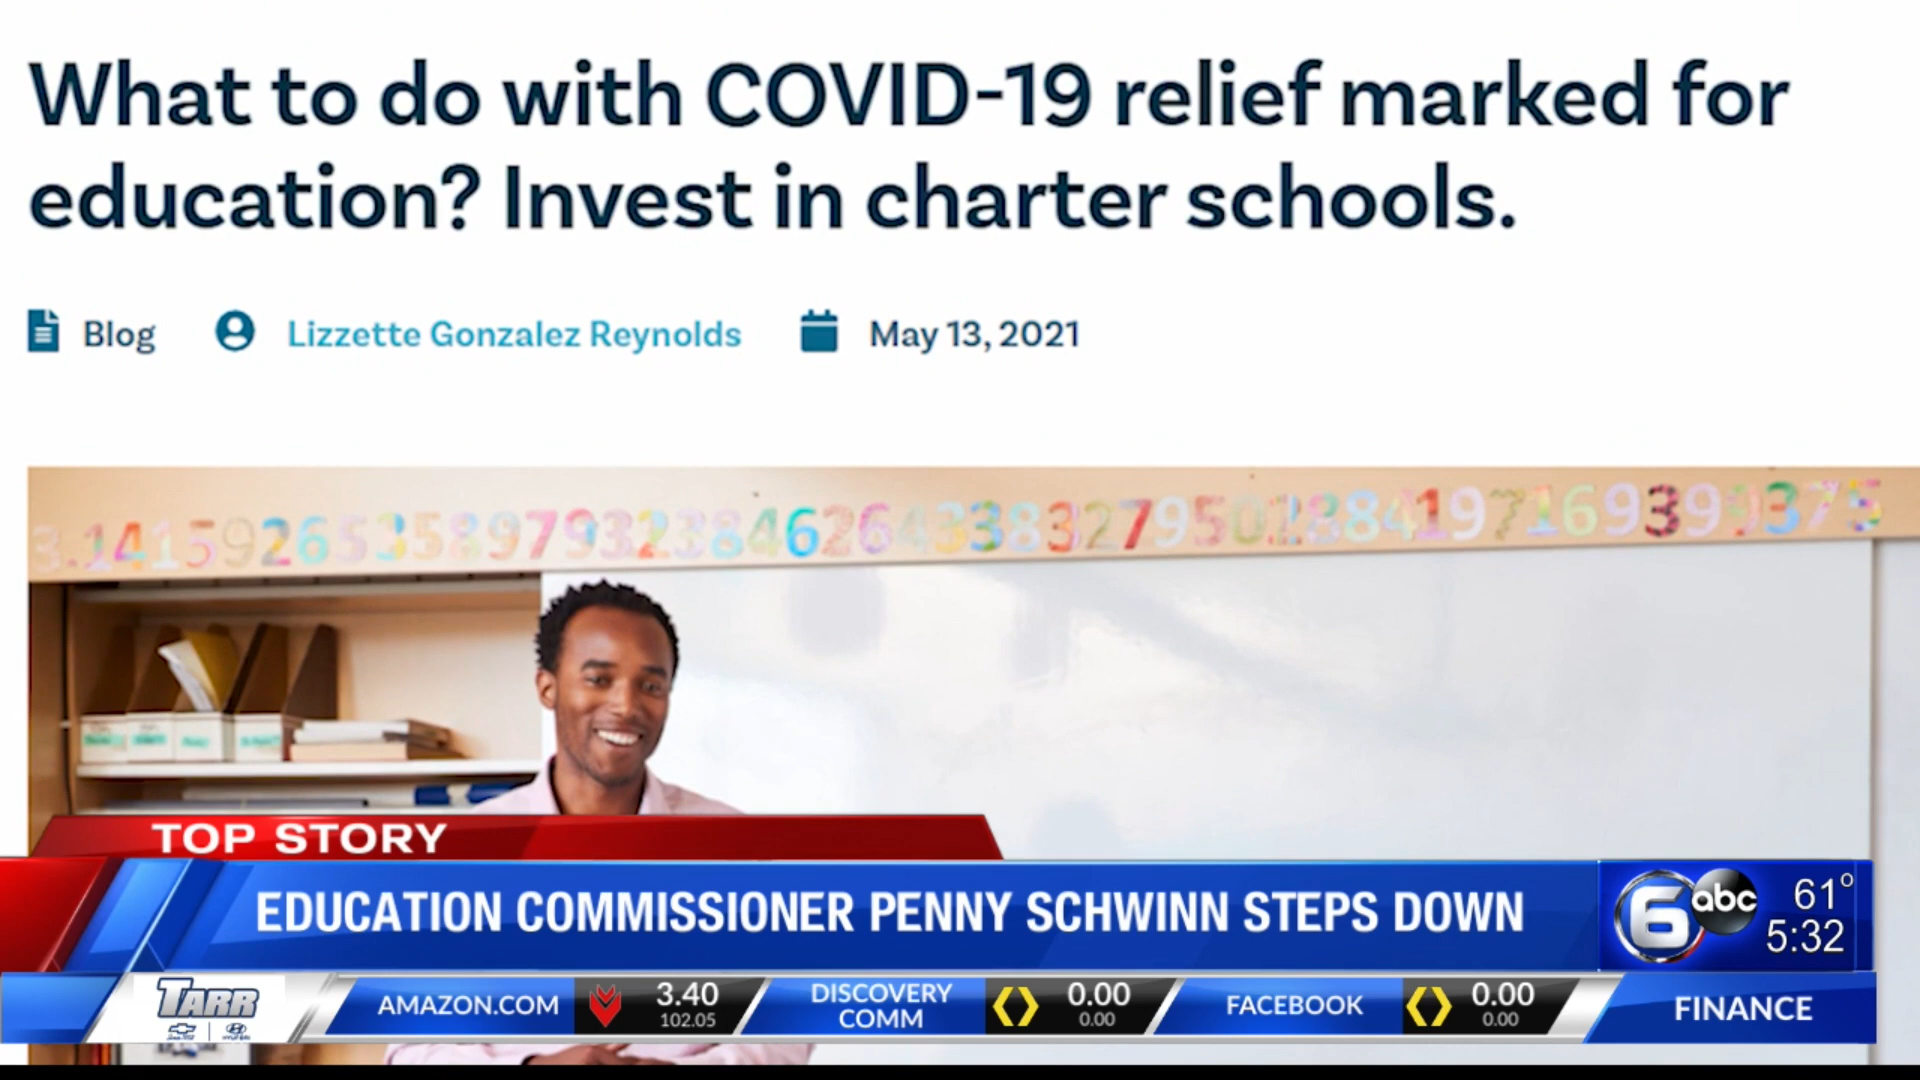 What to do with COVID-19 relief marked for
education? Invest in charter schools.
Blog Lizzette Gonzalez Reynolds May 13, 2021
3.141592653589793238462643383279502884197169399375
TOP STORY
EDUCATION COMMISSIONER PENNY SCHWINN STEPS DOWN
6 abc 61°
5:32
TARR
AMAZON.COM 3.40
102.05
DISCOVERY
COMM
0.00
0.00
FACEBOOK 0.00
0.00
FINANCE